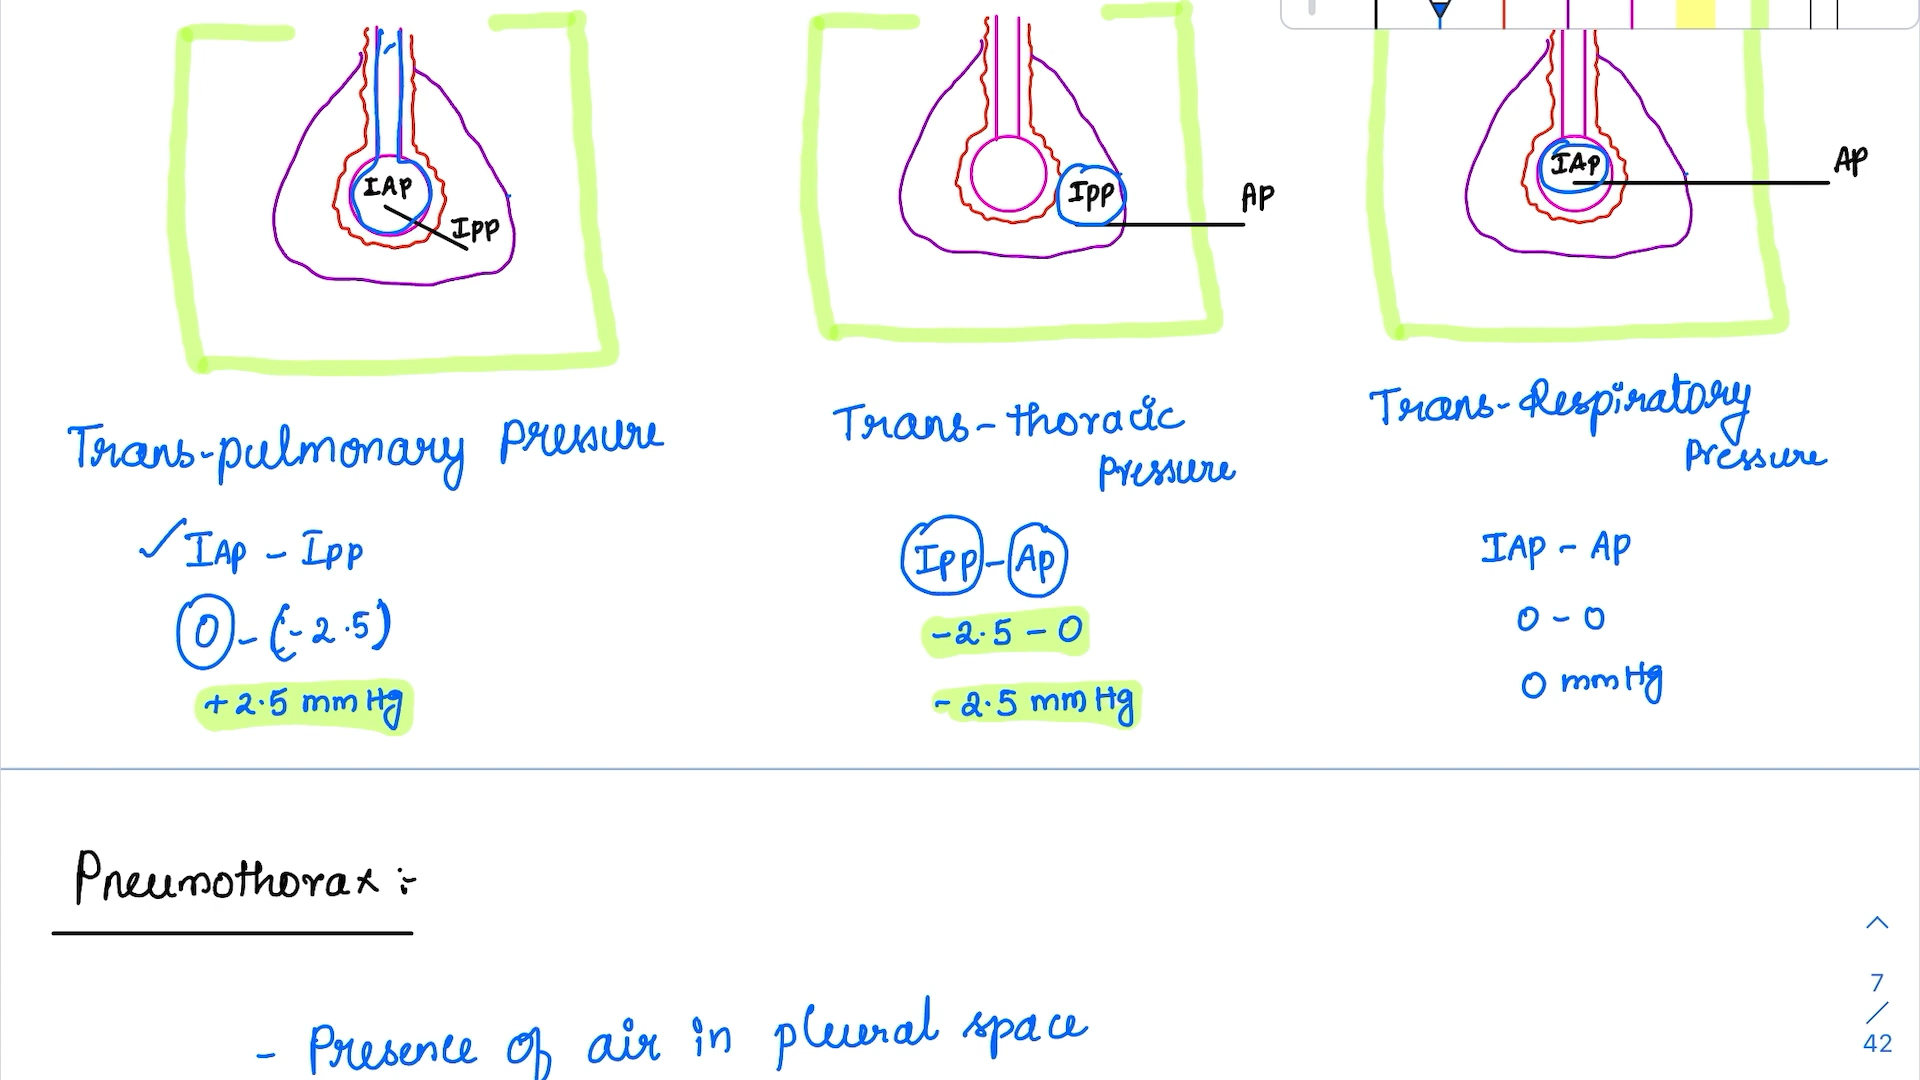 IAP
IPP
IPP
AP
IAP
AP
Trans-pulmonary pressure
IAP - IPP
0 - (-2.5)
+2.5 mmHg
Trans-thoracic
pressure
IPP - AP
-2.5 - 0
-2.5 mmHg
Trans-Respiratory
Pressure
IAP - AP
0 - 0
0 mmHg
Pneumothorax :-
- Presence of air in pleural space
7
/
42